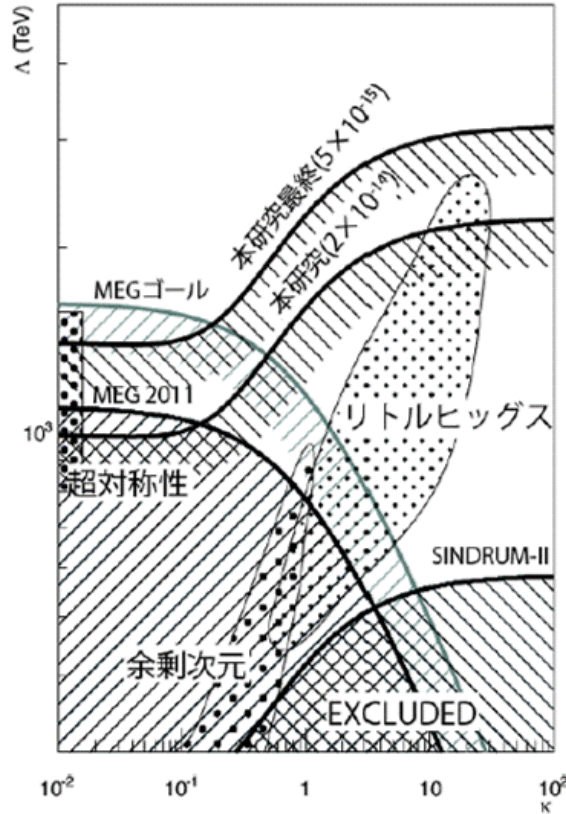 Λ (TeV)
本研究最終(5×10⁻¹⁵)
本研究(2×10⁻¹⁴)
MEGゴール
MEG 2011
リトルヒッグス
10³
超対称性
SINDRUM-II
余剰次元
EXCLUDED
10⁻² 10⁻¹ 1 10 10²
κ